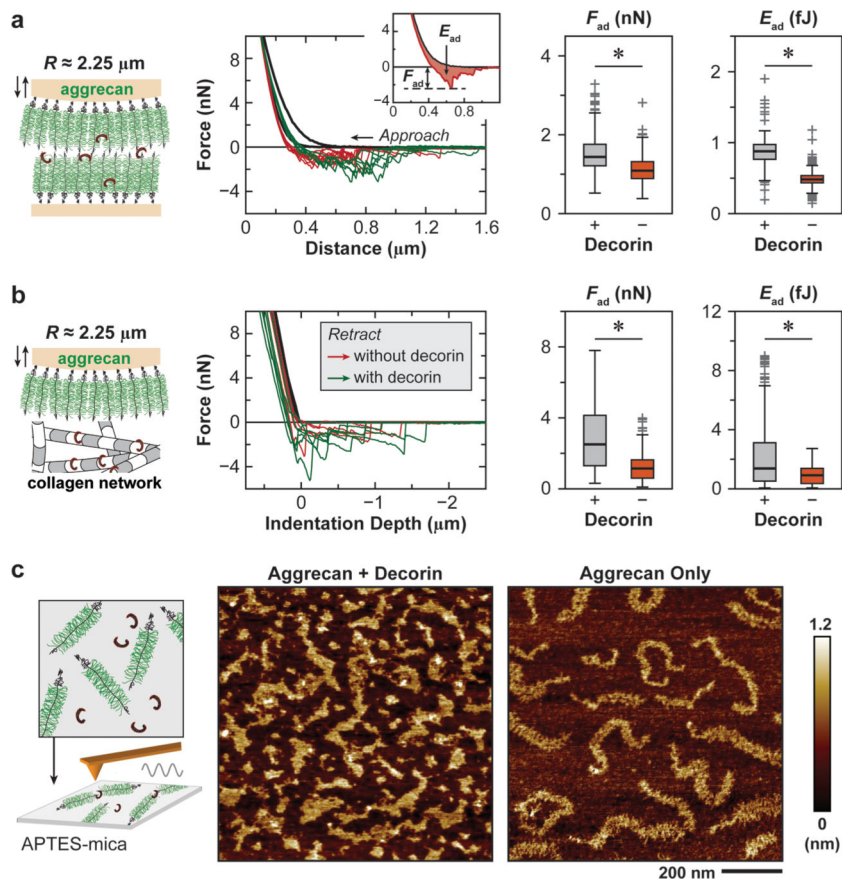 a
R ≈ 2.25 μm
aggrecan
Force (nN)
8
4
0
−4
Distance (μm)
0 0.4 0.8 1.2 1.6
Approach
E_ad
F_ad
4
0
−4
0 0.4 0.8
F_ad (nN)
4
2
0
+ −
Decorin
*
E_ad (fJ)
2
1
0
+ −
Decorin
*
b
R ≈ 2.25 μm
aggrecan
collagen network
Force (nN)
8
4
0
−4
0 −1 −2
Indentation Depth (μm)
Retract
without decorin
with decorin
F_ad (nN)
8
4
0
+ −
Decorin
*
E_ad (fJ)
12
8
4
0
+ −
Decorin
*
c
APTES-mica
Aggrecan + Decorin
Aggrecan Only
1.2
0
(nm)
200 nm